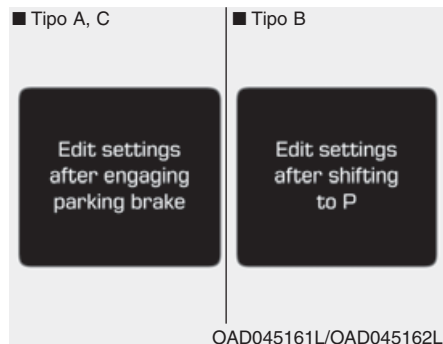 ■ Tipo A, C
■ Tipo B
Edit settings
after engaging
parking brake
Edit settings
after shifting
to P
OAD045161L/OAD045162L